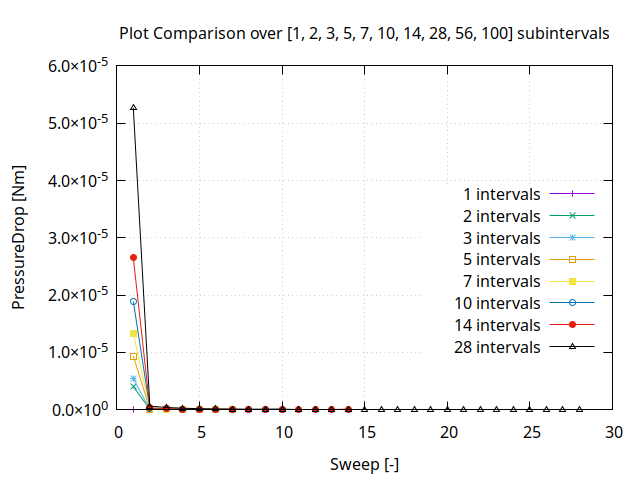 Plot Comparison over [1, 2, 3, 5, 7, 10, 14, 28, 56, 100] subintervals
6.0×10⁻⁵
5.0×10⁻⁵
4.0×10⁻⁵
3.0×10⁻⁵
2.0×10⁻⁵
1.0×10⁻⁵
0.0×10⁰
PressureDrop [Nm]
1 intervals
2 intervals
3 intervals
5 intervals
7 intervals
10 intervals
14 intervals
28 intervals
0 5 10 15 20 25 30
Sweep [-]